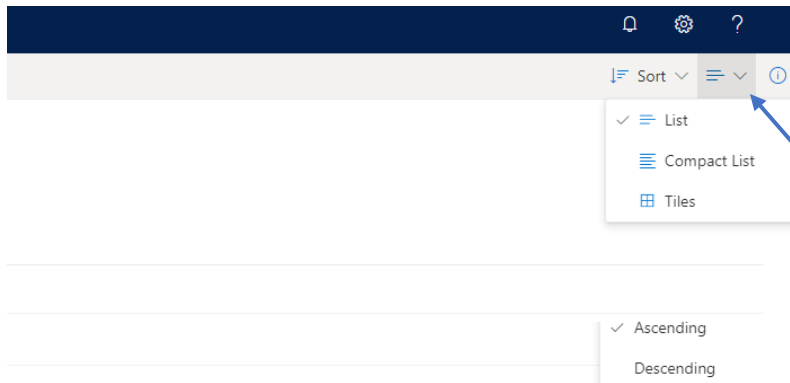 Sort
List
Compact List
Tiles
Ascending
Descending